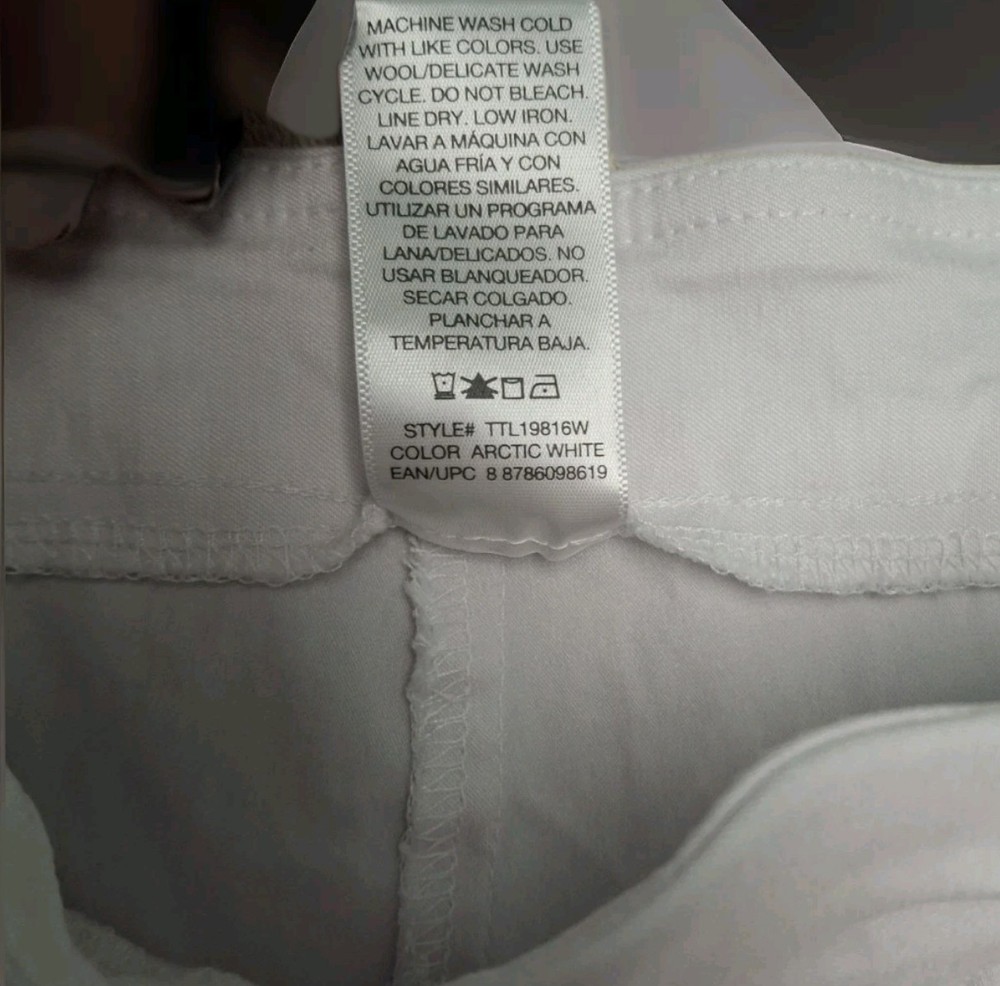 MACHINE WASH COLD
WITH LIKE COLORS. USE
WOOL/DELICATE WASH
CYCLE. DO NOT BLEACH.
LINE DRY. LOW IRON.
LAVAR A MÁQUINA CON
AGUA FRÍA Y CON
COLORES SIMILARES.
UTILIZAR UN PROGRAMA
DE LAVADO PARA
LANA/DELICADOS. NO
USAR BLANQUEADOR.
SECAR COLGADO.
PLANCHAR A
TEMPERATURA BAJA.
STYLE# TTL19816W
COLOR ARCTIC WHITE
EAN/UPC 8 8786098619